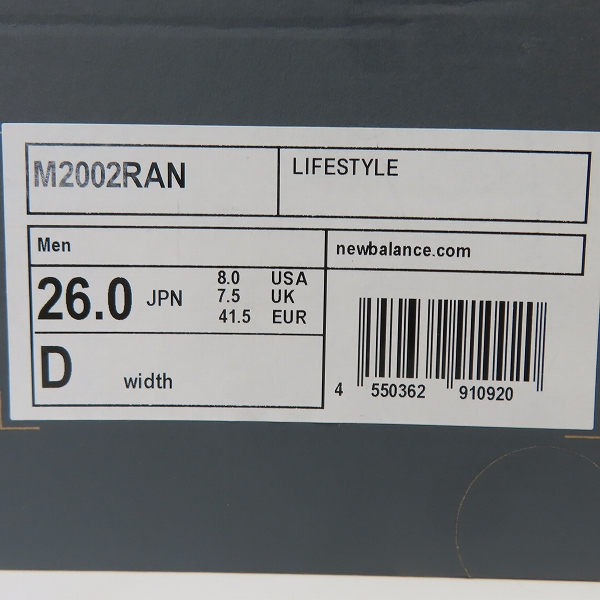 M2002RAN
LIFESTYLE
Men
newbalance.com
26.0 JPN
8.0 USA
7.5 UK
41.5 EUR
D width
4 550362 910920